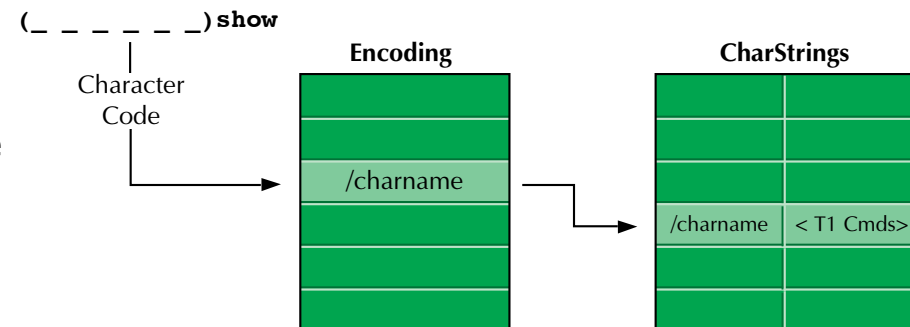 (_ _ _ _ _ _)show
Encoding
CharStrings
Character
Code
e
/charname
/charname
< T1 Cmds>